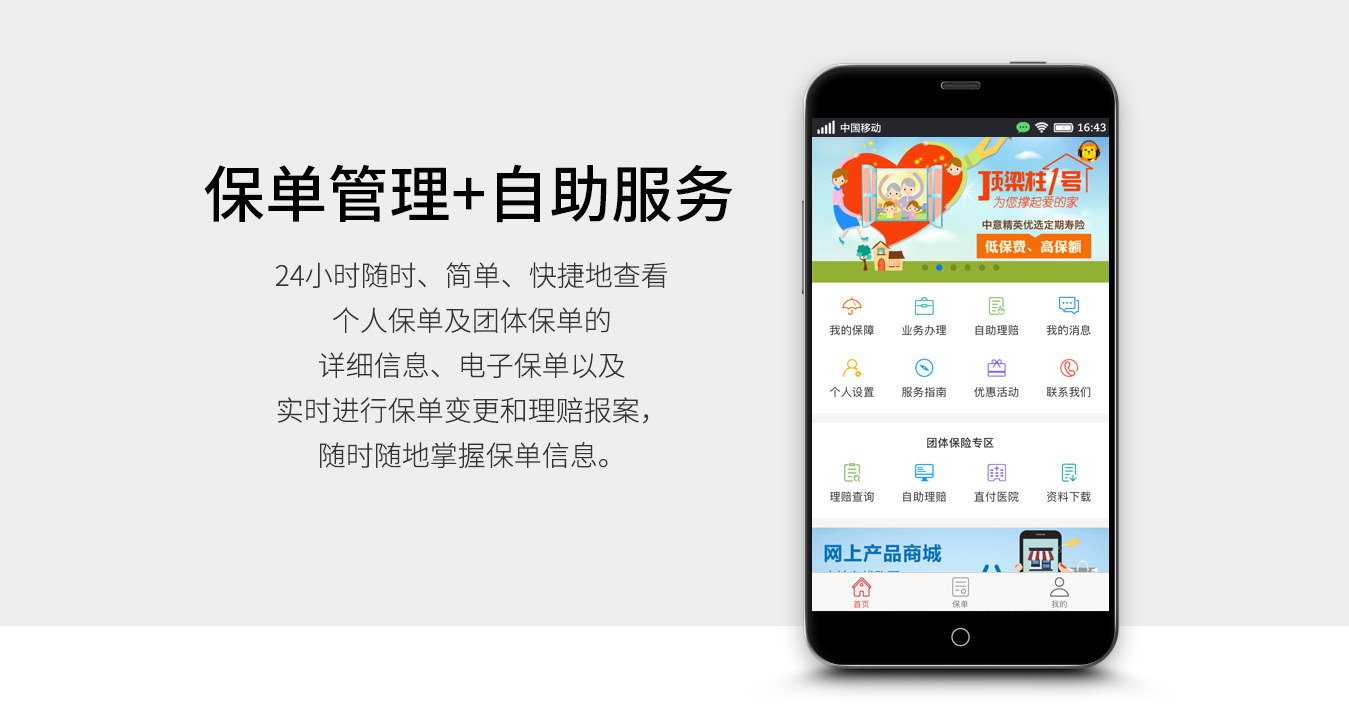 保单管理+自助服务
24小时随时、简单、快捷地查看
个人保单及团体保单的
详细信息、电子保单以及
实时进行保单变更和理赔报案，
随时随地掌握保单信息。
中国移动 16:43
顶梁柱1号
为您撑起爱的家
中意精英优选定期寿险
低保费、高保额
我的保障 业务办理 自助理赔 我的消息
个人设置 服务指南 优惠活动 联系我们
团体保险专区
理赔查询 自助理赔 直付医院 资料下载
网上产品商城
首页 保单 我的